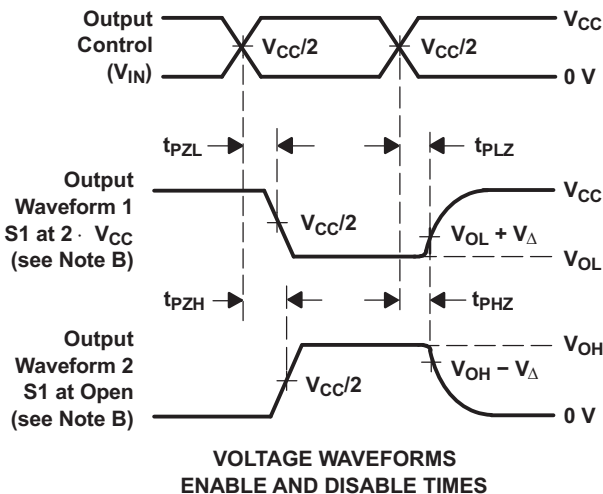 Output
Control
(VIN)
VCC/2
VCC/2
VCC
0 V
tPZL
tPLZ
Output
Waveform 1
S1 at 2 · VCC
(see Note B)
VCC/2
VCC
VOL + VΔ
VOL
tPZH
tPHZ
Output
Waveform 2
S1 at Open
(see Note B)
VCC/2
VOH
VOH − VΔ
0 V
VOLTAGE WAVEFORMS
ENABLE AND DISABLE TIMES